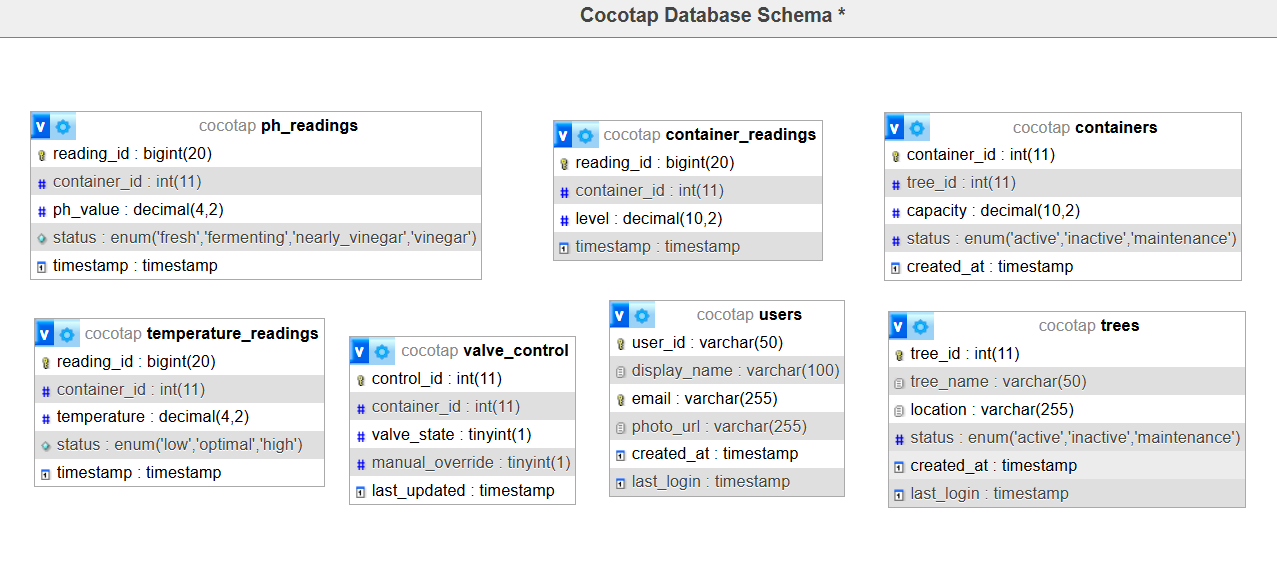 Cocotap Database Schema *
v cocotap ph_readings
reading_id : bigint(20)
# container_id : int(11)
# ph_value : decimal(4,2)
status : enum('fresh','fermenting','nearly_vinegar','vinegar')
timestamp : timestamp
v cocotap container_readings
reading_id : bigint(20)
# container_id : int(11)
# level : decimal(10,2)
timestamp : timestamp
v cocotap containers
container_id : int(11)
# tree_id : int(11)
# capacity : decimal(10,2)
# status : enum('active','inactive','maintenance')
created_at : timestamp
v cocotap temperature_readings
reading_id : bigint(20)
# container_id : int(11)
# temperature : decimal(4,2)
status : enum('low','optimal','high')
timestamp : timestamp
v cocotap valve_control
control_id : int(11)
# container_id : int(11)
# valve_state : tinyint(1)
# manual_override : tinyint(1)
last_updated : timestamp
v cocotap users
user_id : varchar(50)
display_name : varchar(100)
email : varchar(255)
photo_url : varchar(255)
created_at : timestamp
last_login : timestamp
v cocotap trees
tree_id : int(11)
tree_name : varchar(50)
location : varchar(255)
# status : enum('active','inactive','maintenance')
created_at : timestamp
last_login : timestamp